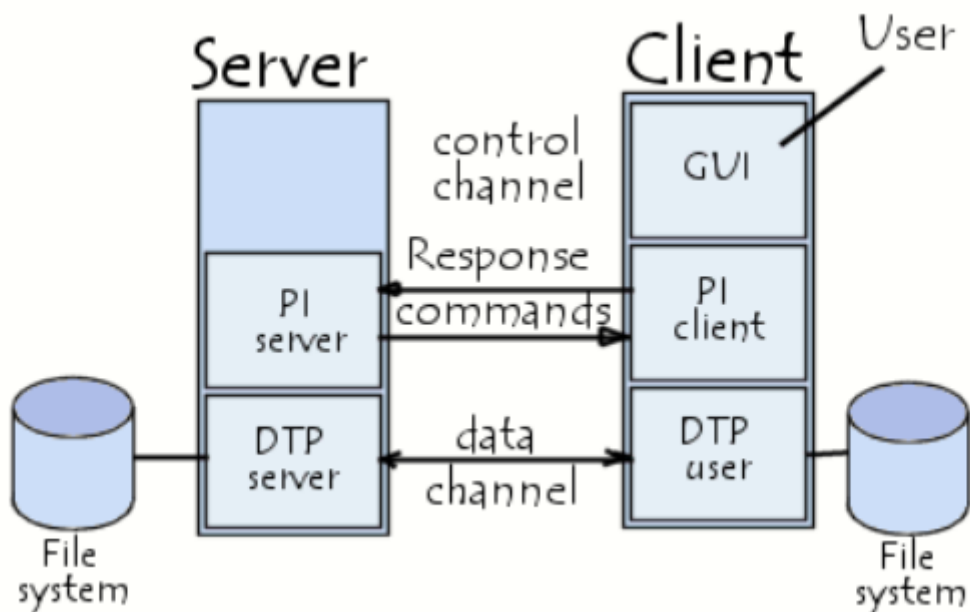 User
Server
Client
control
channel
GUI
Response
commands
PI
server
PI
client
DTP
server
data
channel
DTP
user
File
system
File
system